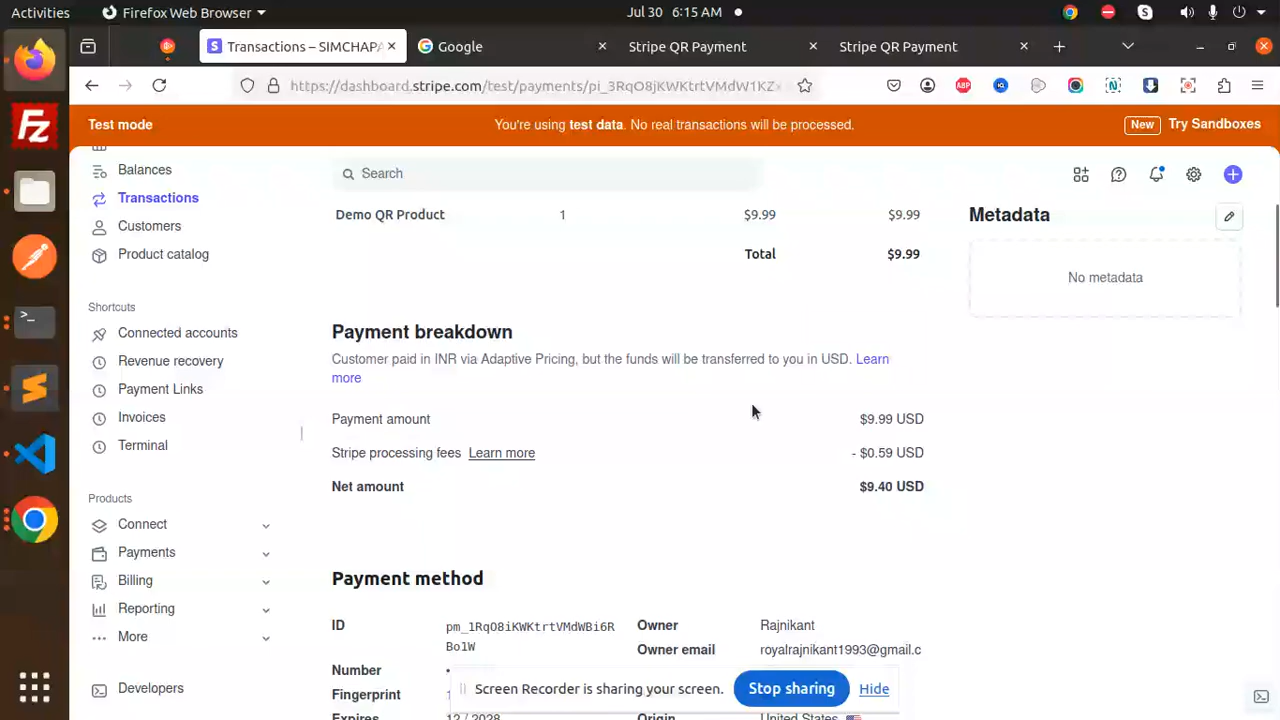 Activities
Firefox Web Browser
Jul 30 6:15 AM
Transactions – SIMCHAPA
Google
Stripe QR Payment
Stripe QR Payment
https://dashboard.stripe.com/test/payments/pi_3RqO8jKWKtrtVMdW1KZ
Test mode
You're using test data. No real transactions will be processed.
New
Try Sandboxes
Balances
Transactions
Customers
Product catalog
Shortcuts
Connected accounts
Revenue recovery
Payment Links
Invoices
Terminal
Products
Connect
Payments
Billing
Reporting
More
Developers
Search
Demo QR Product 1 $9.99 $9.99
Total $9.99
Metadata
No metadata
Payment breakdown
Customer paid in INR via Adaptive Pricing, but the funds will be transferred to you in USD. Learn
more
Payment amount $9.99 USD
Stripe processing fees Learn more - $0.59 USD
Net amount $9.40 USD
Payment method
ID pm_1RqO8iKWKtrtVMdWBi6R
Bo1W
Owner Rajnikant
Owner email royalrajnikant1993@gmail.c
Number
Fingerprint
Expires 12 / 2028
Origin United States
Screen Recorder is sharing your screen.
Stop sharing
Hide